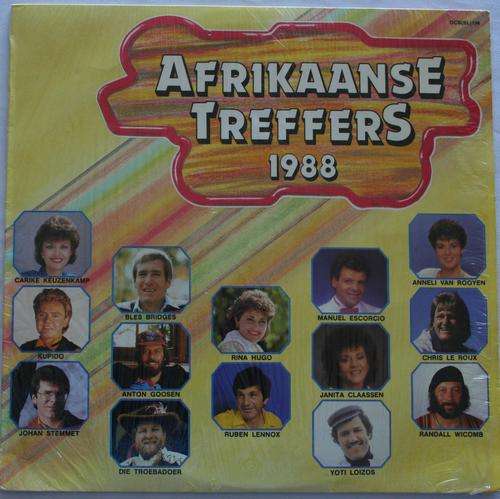 AFRIKAANSE
TREFFERS
1988
CARIKE KEUZENKAMP
BLES BRIDGES
MANUEL ESCORCIO
ANNELI VAN ROOYEN
KUPIDO
ANTON GOOSEN
RINA HUGO
JANITA CLAASSEN
CHRIS LE ROUX
JOHAN STEMMET
DIE TROEBADOER
RUBEN LENNOX
YOTI LOIZOS
RANDALL WICOMB